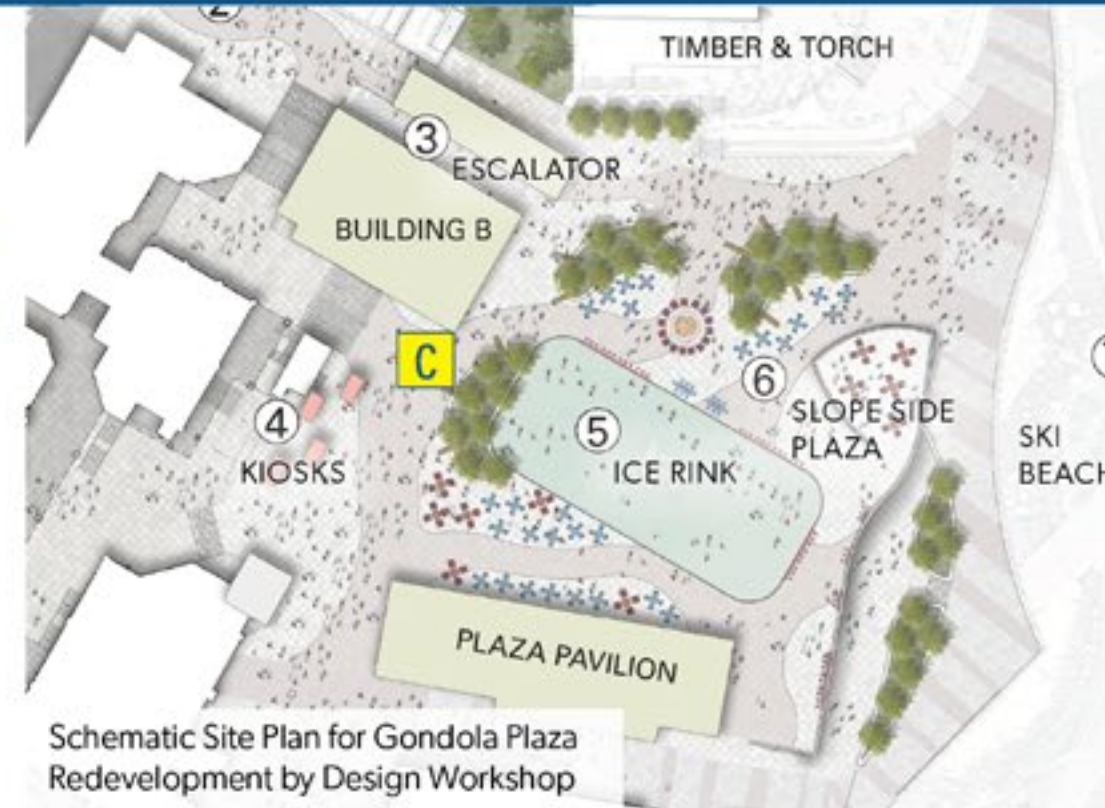 2
TIMBER & TORCH
3
ESCALATOR
BUILDING B
C
4
KIOSKS
5
ICE RINK
6
SLOPE SIDE
PLAZA
SKI
BEACH
PLAZA PAVILION
Schematic Site Plan for Gondola Plaza
Redevelopment by Design Workshop